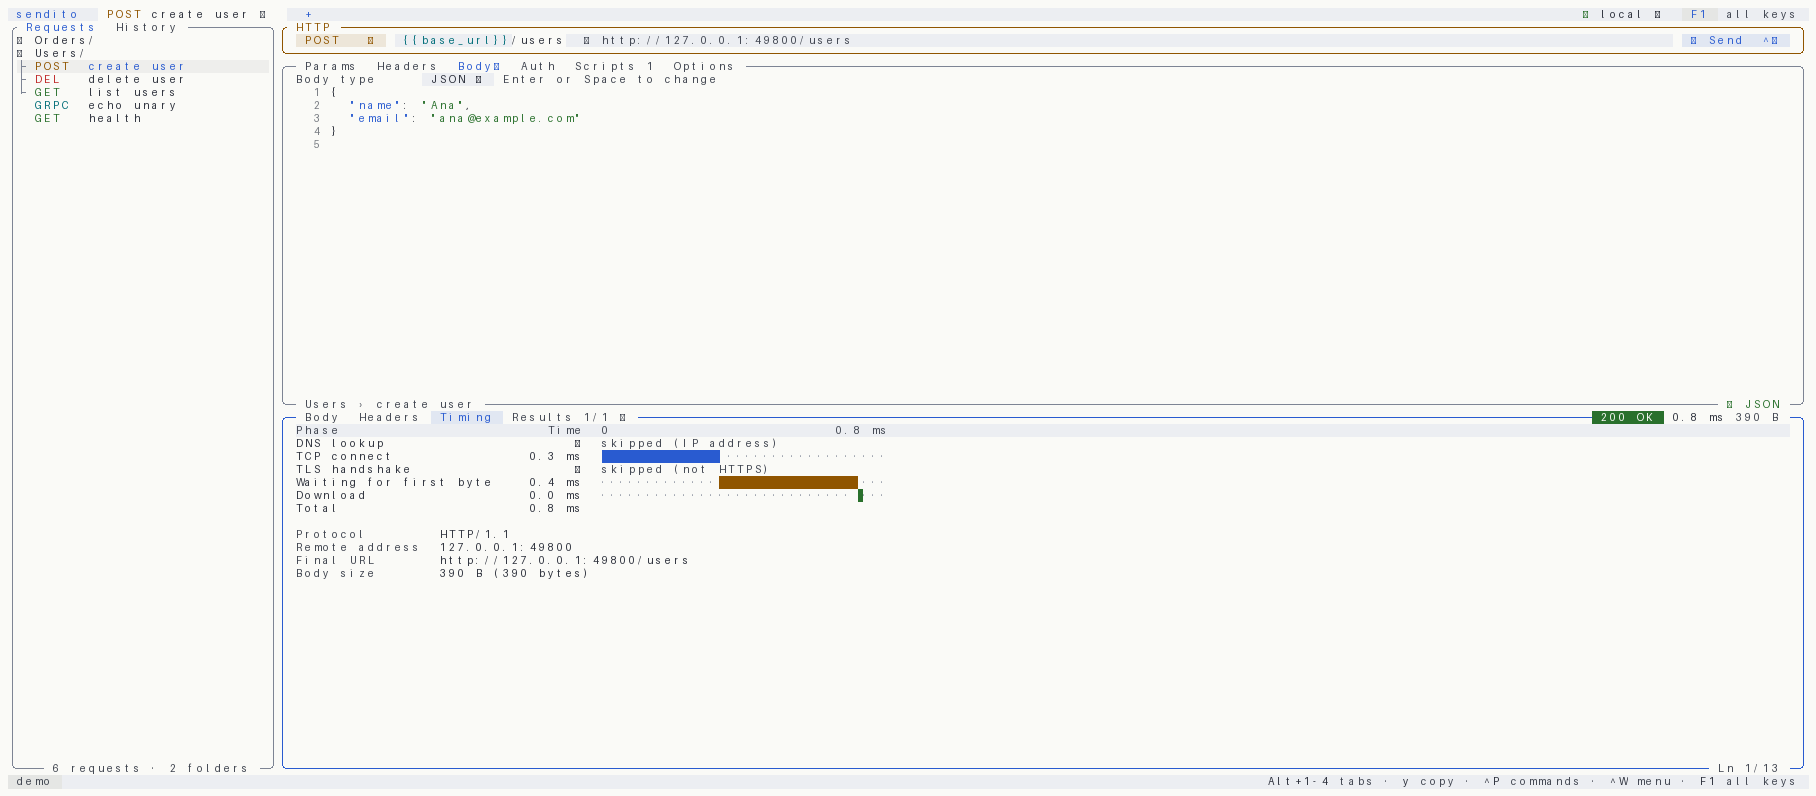 sendito POST create user + local F1 all keys
Requests History
HTTP
Orders/
POST {{base_url}}/users http://127.0.0.1:49800/users Send
Users/
POST create user
DEL delete user
GET list users
GRPC echo unary
GET health
Params Headers Body Auth Scripts 1 Options
Body type JSON Enter or Space to change
1 {
2 "name": "Ana",
3 "email": "ana@example.com"
4 }
5
Users › create user JSON
Body Headers Timing Results 1/1 200 OK 0.8 ms 390 B
Phase Time 0 0.8 ms
DNS lookup skipped (IP address)
TCP connect 0.3 ms
TLS handshake skipped (not HTTPS)
Waiting for first byte 0.4 ms
Download 0.0 ms
Total 0.8 ms
Protocol HTTP/1.1
Remote address 127.0.0.1:49800
Final URL http://127.0.0.1:49800/users
Body size 390 B (390 bytes)
6 requests · 2 folders
Ln 1/13
demo Alt+1-4 tabs · y copy · ^P commands · ^W menu · F1 all keys